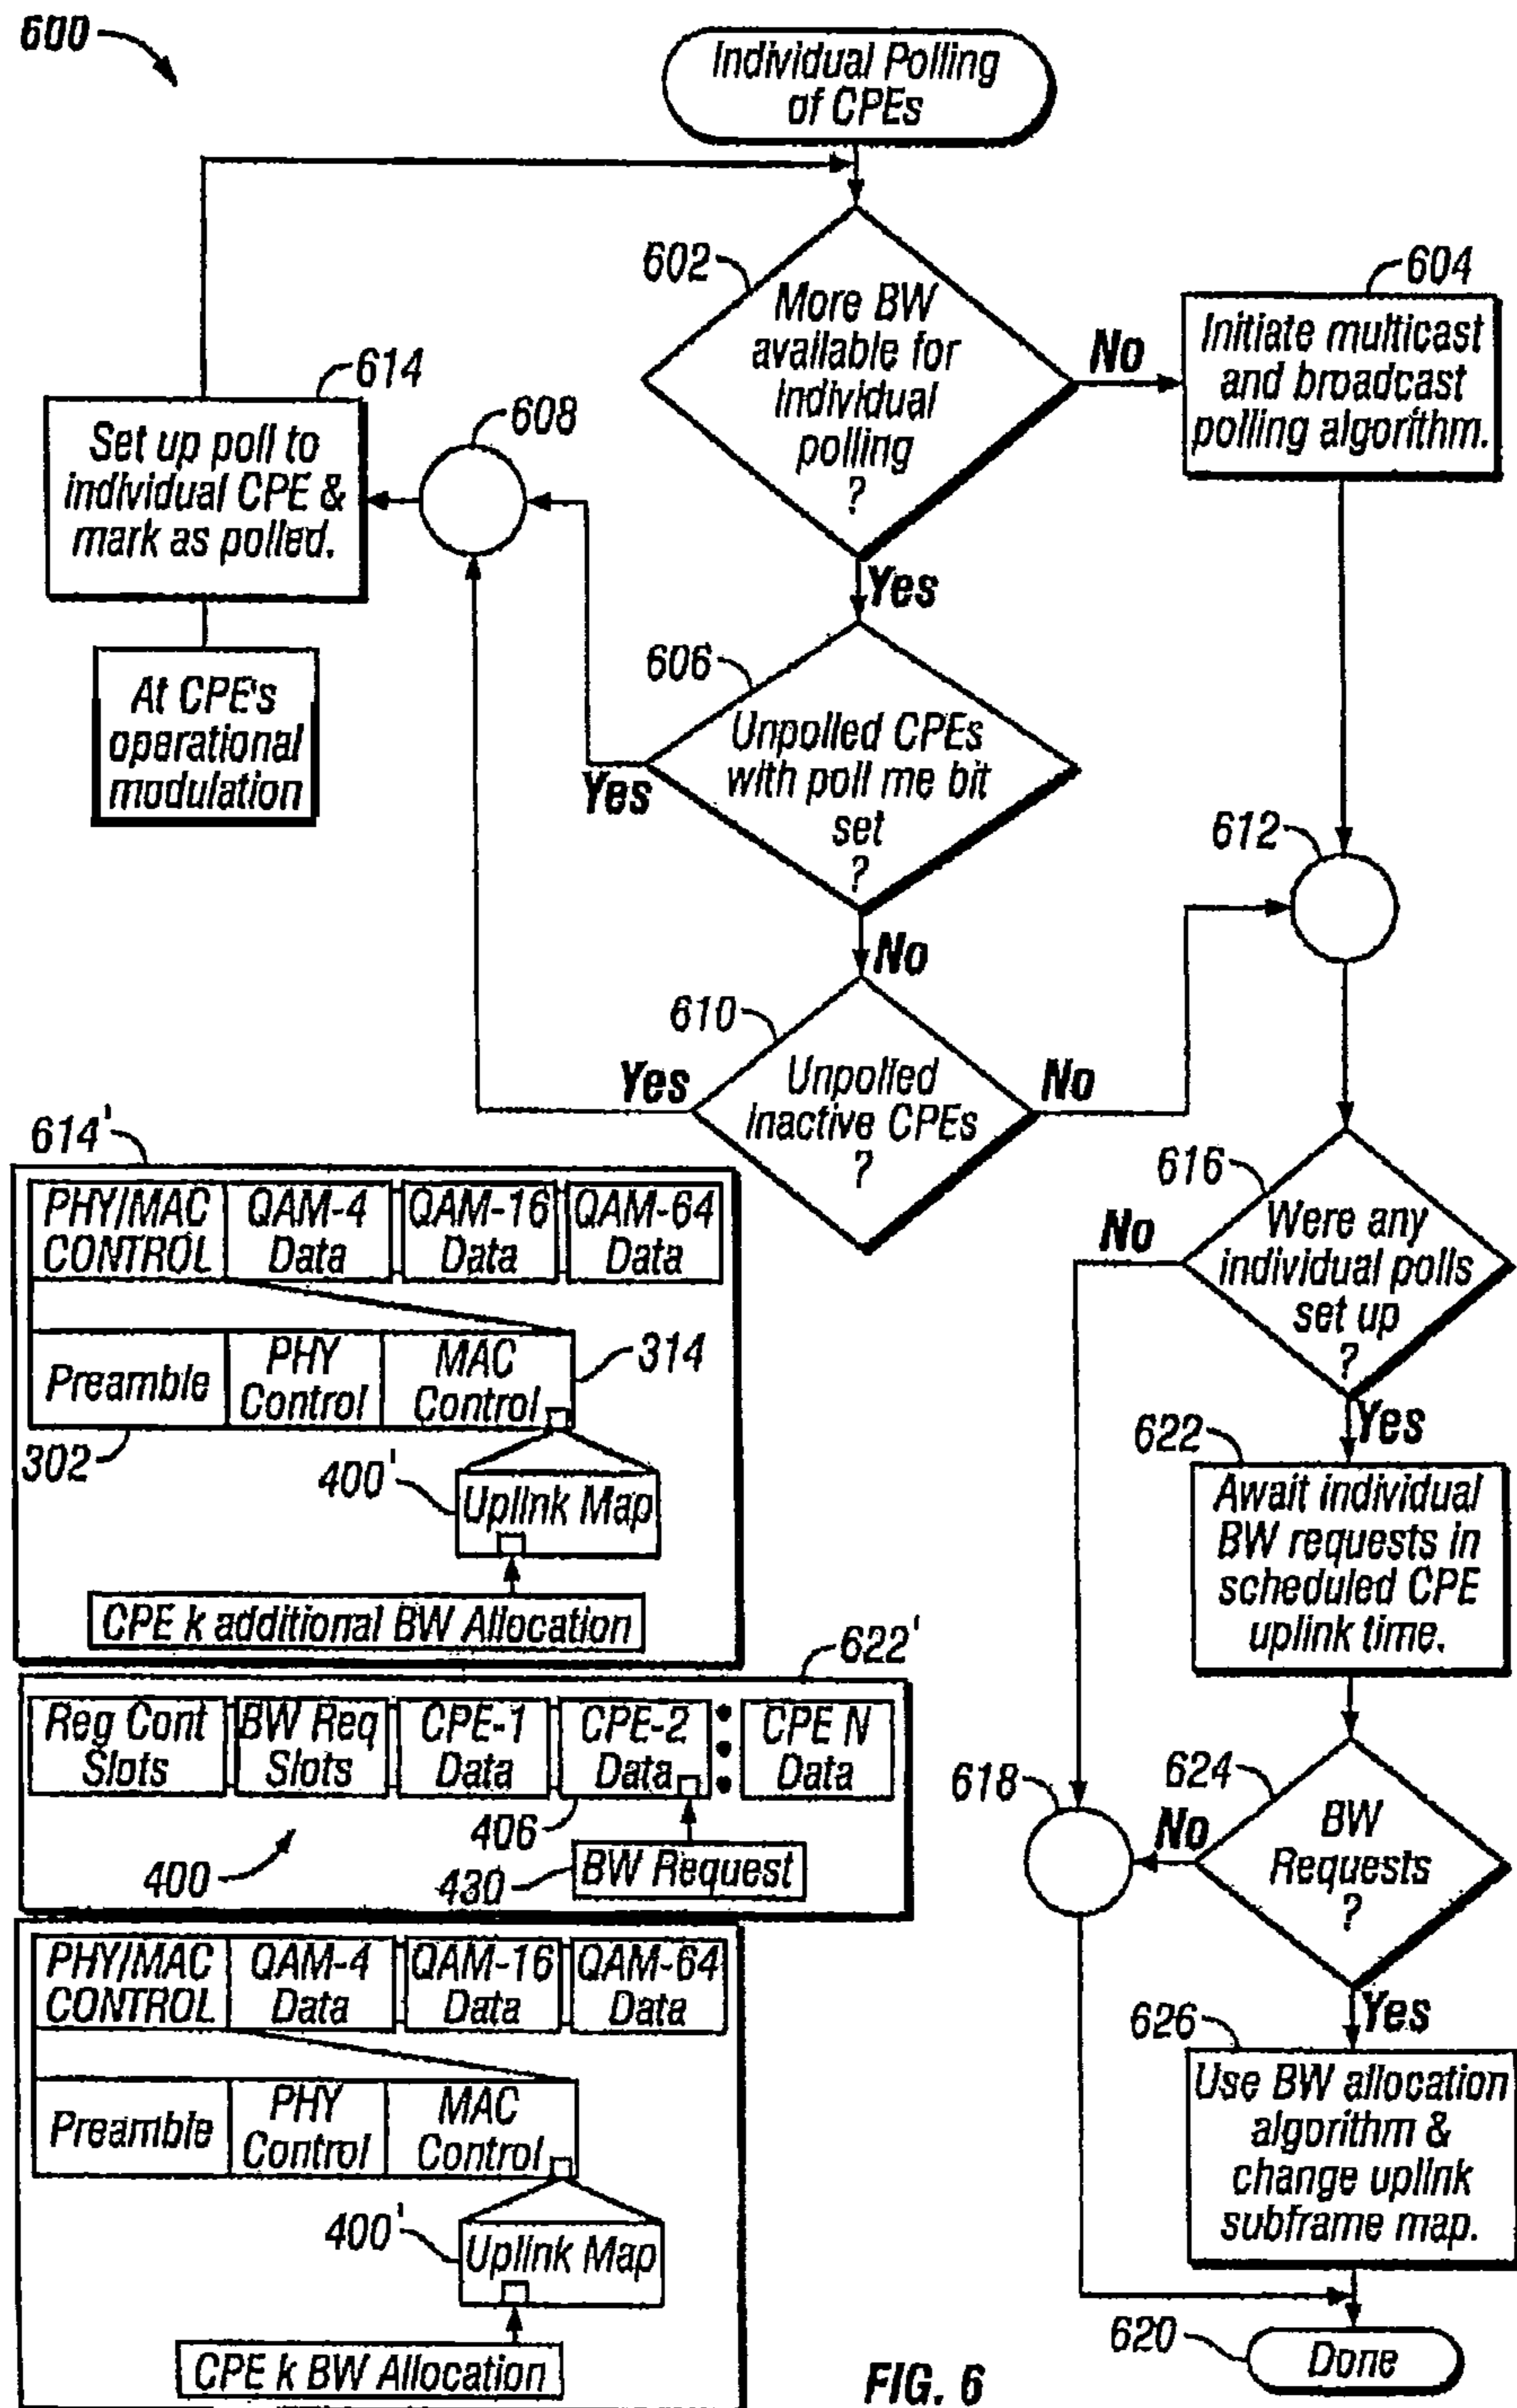 600
Individual Polling
of CPEs
602
More BW
available for
individual
polling
?
No
604
Initiate multicast
and broadcast
polling algorithm.
614
Set up poll to
individual CPE &
mark as polled.
608
At CPE's
operational
modulation
Yes
606
Unpolled CPEs
with poll me bit
set
?
Yes
No
612
610
Unpolled
inactive CPEs
?
Yes
No
616
Were any
individual polls
set up
?
No
Yes
622
Await individual
BW requests in
scheduled CPE
uplink time.
618
624
BW
Requests
?
No
Yes
626
Use BW allocation
algorithm &
change uplink
subframe map.
620
Done
614'
PHY/MAC
CONTROL
QAM-4
Data
QAM-16
Data
QAM-64
Data
Preamble
PHY
Control
MAC
Control
314
302
400'
Uplink Map
CPE k additional BW Allocation
622'
Reg Cont
Slots
BW Req
Slots
CPE-1
Data
CPE-2
Data
CPE N
Data
406
400
430
BW Request
PHY/MAC
CONTROL
QAM-4
Data
QAM-16
Data
QAM-64
Data
Preamble
PHY
Control
MAC
Control
400'
Uplink Map
CPE k BW Allocation
FIG. 6